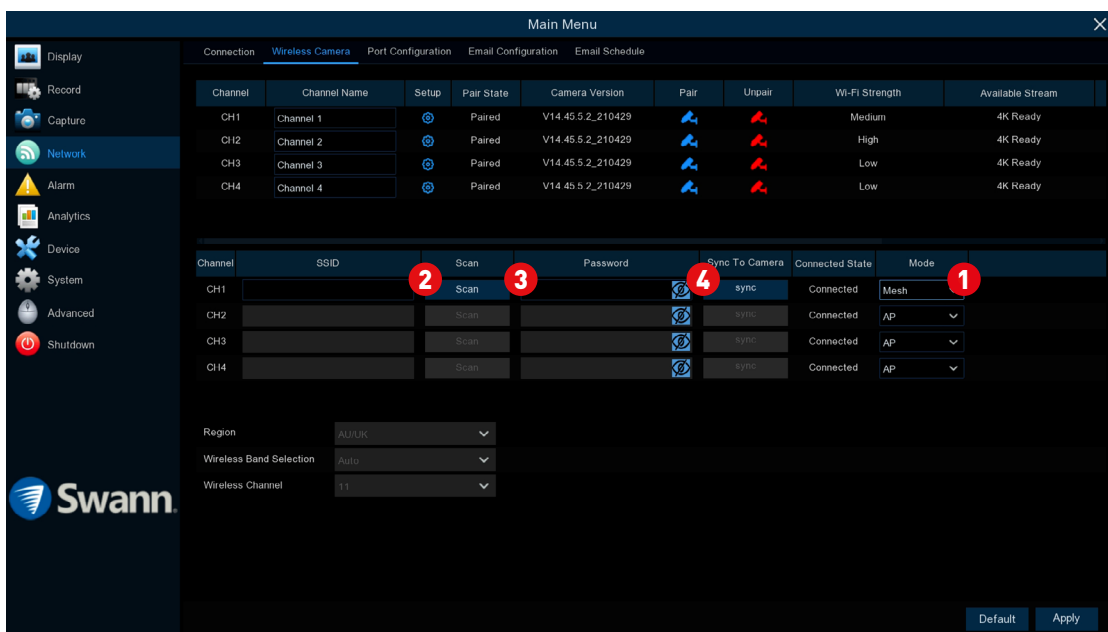 Main Menu
Display
Record
Capture
Network
Alarm
Analytics
Device
System
Advanced
Shutdown
Swann
Connection Wireless Camera Port Configuration Email Configuration Email Schedule
Channel Channel Name Setup Pair State Camera Version Pair Unpair Wi-Fi Strength Available Stream
CH1 Channel 1 Paired V14.45.5.2_210429 Medium 4K Ready
CH2 Channel 2 Paired V14.45.5.2_210429 High 4K Ready
CH3 Channel 3 Paired V14.45.5.2_210429 Low 4K Ready
CH4 Channel 4 Paired V14.45.5.2_210429 Low 4K Ready
Channel SSID Scan Password Sync To Camera Connected State Mode
CH1 2 Scan 3 4 sync Connected Mesh 1
CH2 Scan sync Connected AP
CH3 Scan sync Connected AP
CH4 Scan sync Connected AP
Region AU/UK
Wireless Band Selection Auto
Wireless Channel 11
Default Apply